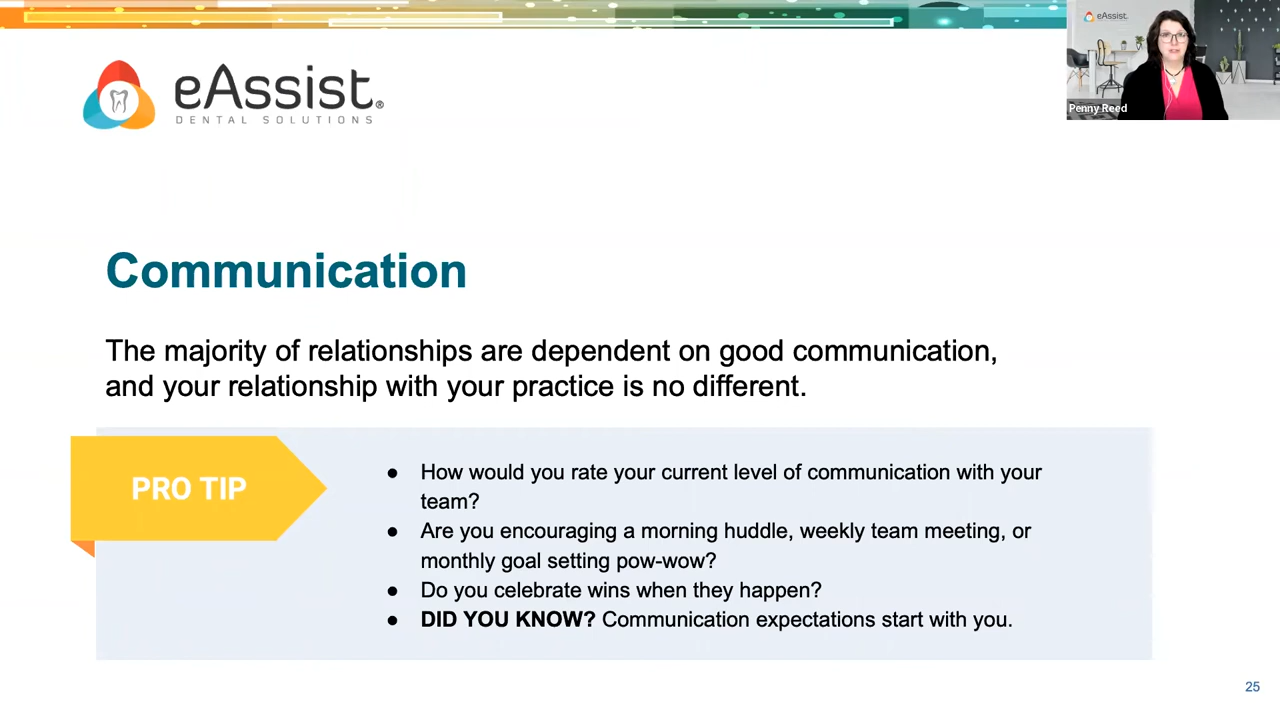 eAssist®
DENTAL SOLUTIONS
eAssist
Penny Reed
Communication
The majority of relationships are dependent on good communication,
and your relationship with your practice is no different.
PRO TIP
● How would you rate your current level of communication with your
team?
● Are you encouraging a morning huddle, weekly team meeting, or
monthly goal setting pow-wow?
● Do you celebrate wins when they happen?
● DID YOU KNOW? Communication expectations start with you.
25